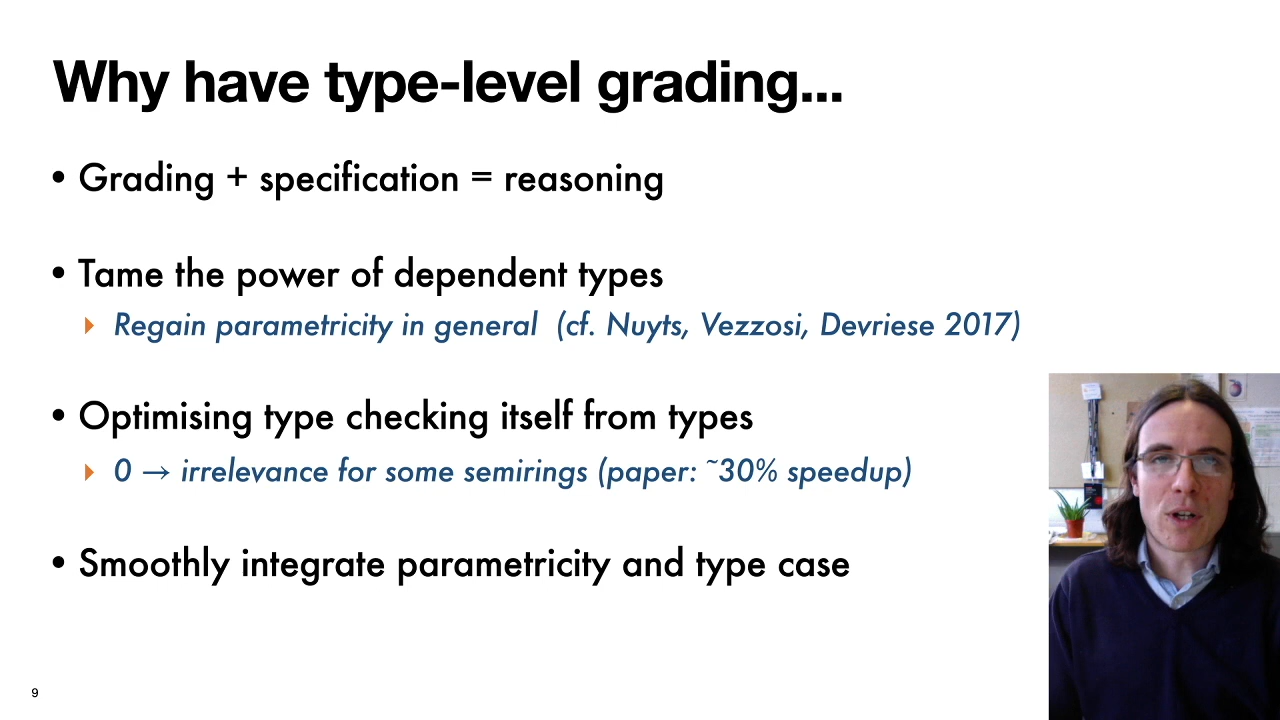 Why have type-level grading...
• Grading + specification = reasoning
• Tame the power of dependent types
Regain parametricity in general (cf. Nuyts, Vezzosi, Devriese 2017)
• Optimising type checking itself from types
0 → irrelevance for some semirings (paper: ~30% speedup)
• Smoothly integrate parametricity and type case
9